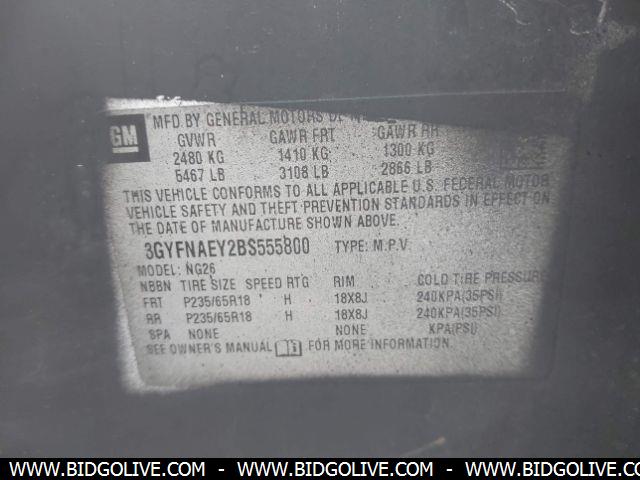 GM
MFD BY GENERAL MOTORS
GVWR GAWR FRT GAWR RR
2480 KG 1410 KG 1300 KG
5467 LB 3108 LB 2866 LB
THIS VEHICLE CONFORMS TO ALL APPLICABLE U.S. FEDERAL MOTOR
VEHICLE SAFETY AND THEFT PREVENTION STANDARDS IN EFFECT ON
THE DATE OF MANUFACTURE SHOWN ABOVE.
3GYFNAEY2BS555800 TYPE: M.P.V.
MODEL: NG26
NBBN TIRE SIZE SPEED RTG RIM COLD TIRE PRESSURE
FRT P235/65R18 H 18X8J 240KPA(35PSI)
RR P235/65R18 H 18X8J 240KPA(35PSI)
SPA NONE NONE KPA(PSI)
SEE OWNER'S MANUAL FOR MORE INFORMATION.
WWW.BIDGOLIVE.COM - WWW.BIDGOLIVE.COM - WWW.BIDGOLIVE.COM